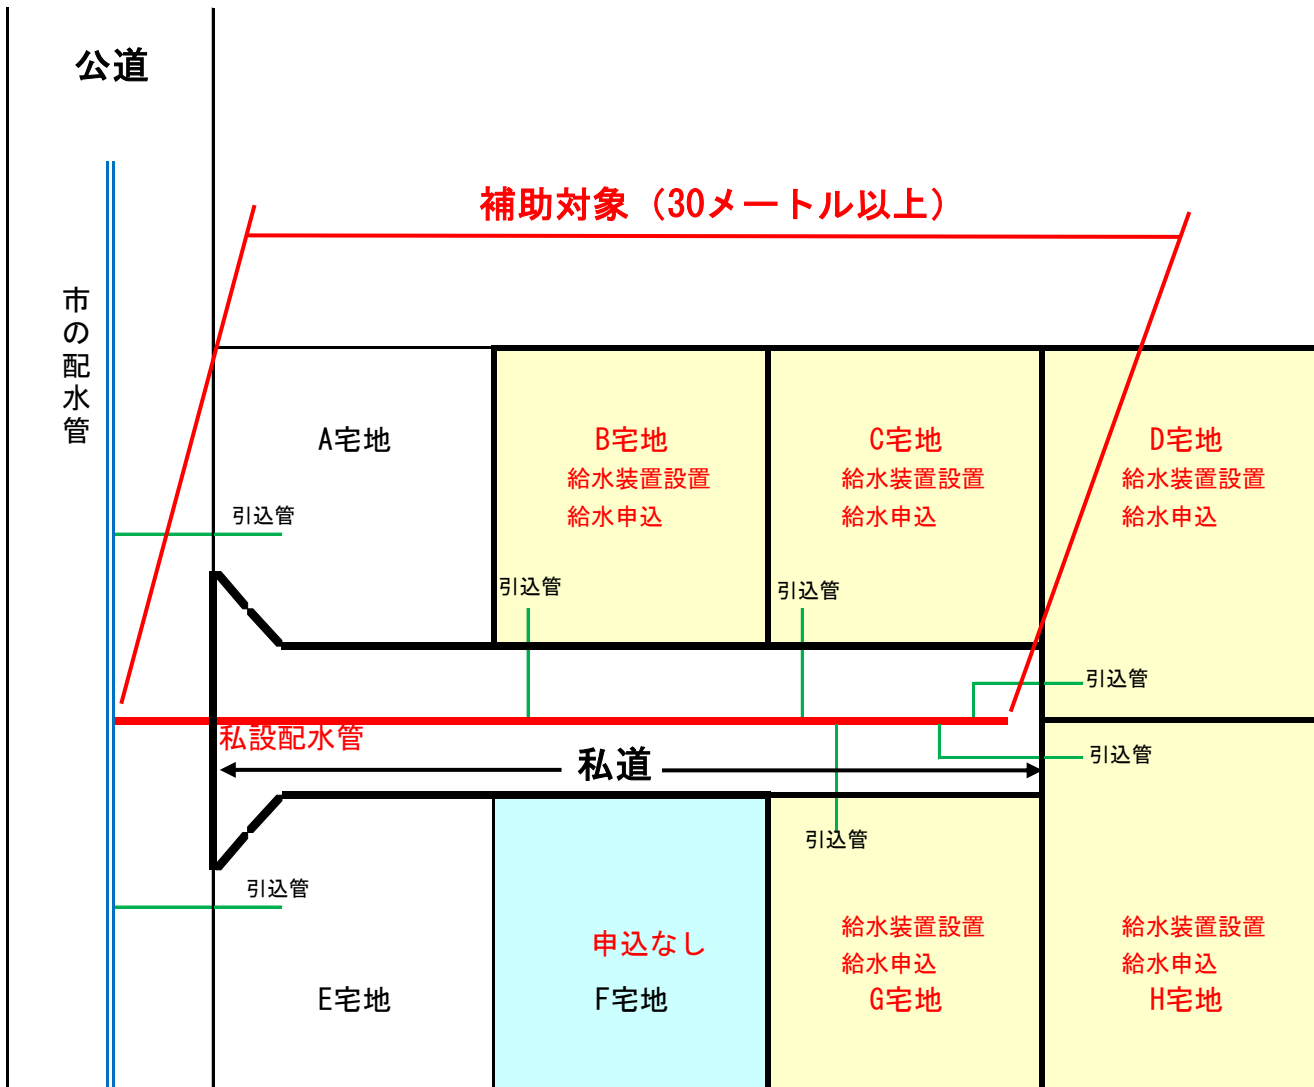 公道
補助対象（30メートル以上）
市の配水管
A宅地
B宅地
給水装置設置
給水申込
C宅地
給水装置設置
給水申込
D宅地
給水装置設置
給水申込
引込管
引込管
引込管
引込管
私設配水管
私道
引込管
引込管
引込管
申込なし
E宅地
F宅地
給水装置設置
給水申込
G宅地
給水装置設置
給水申込
H宅地